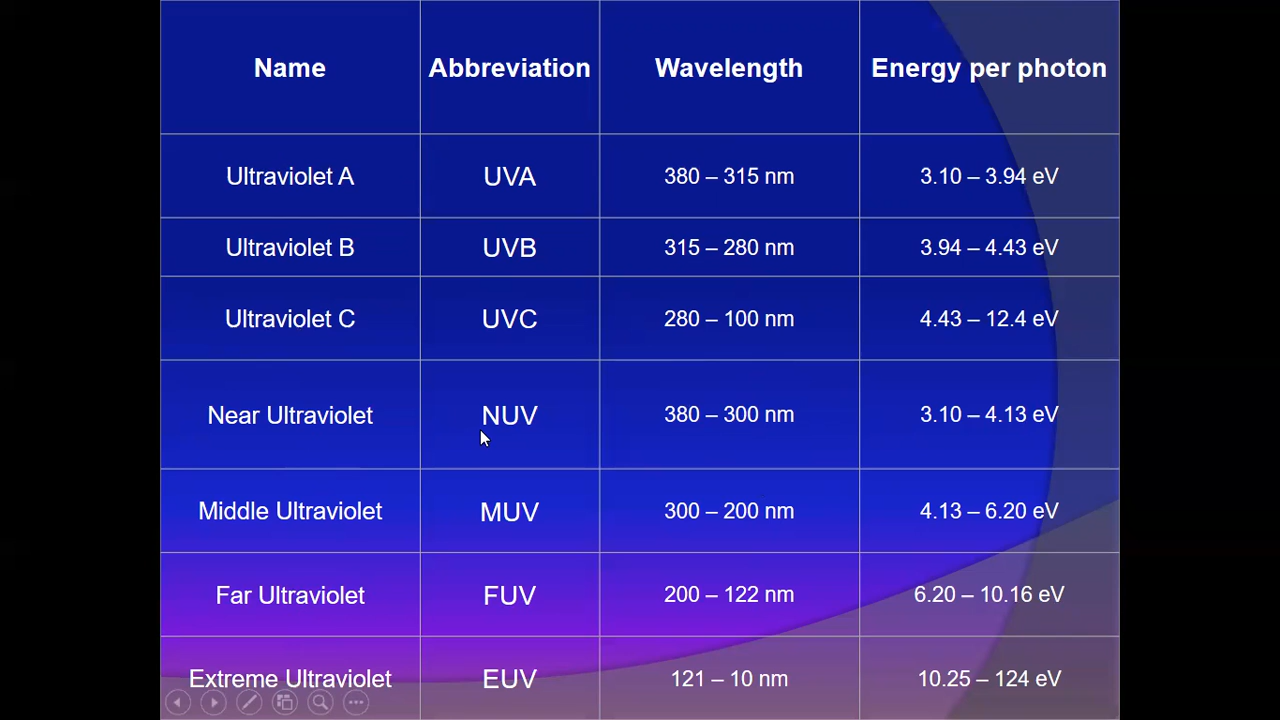 Name Abbreviation Wavelength Energy per photon
Ultraviolet A UVA 380 – 315 nm 3.10 – 3.94 eV
Ultraviolet B UVB 315 – 280 nm 3.94 – 4.43 eV
Ultraviolet C UVC 280 – 100 nm 4.43 – 12.4 eV
Near Ultraviolet NUV 380 – 300 nm 3.10 – 4.13 eV
Middle Ultraviolet MUV 300 – 200 nm 4.13 – 6.20 eV
Far Ultraviolet FUV 200 – 122 nm 6.20 – 10.16 eV
Extreme Ultraviolet EUV 121 – 10 nm 10.25 – 124 eV